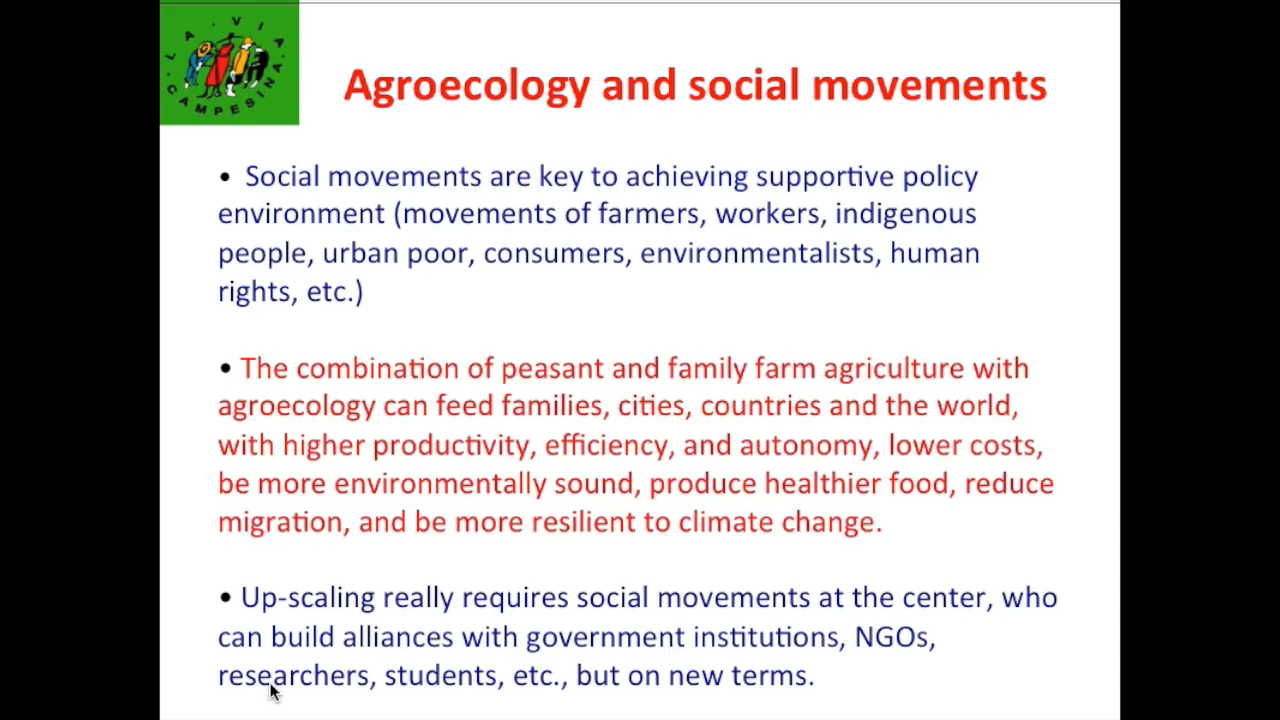 LA VIA CAMPESINA
Agroecology and social movements
• Social movements are key to achieving supportive policy
environment (movements of farmers, workers, indigenous
people, urban poor, consumers, environmentalists, human
rights, etc.)
• The combination of peasant and family farm agriculture with
agroecology can feed families, cities, countries and the world,
with higher productivity, efficiency, and autonomy, lower costs,
be more environmentally sound, produce healthier food, reduce
migration, and be more resilient to climate change.
• Up-scaling really requires social movements at the center, who
can build alliances with government institutions, NGOs,
researchers, students, etc., but on new terms.